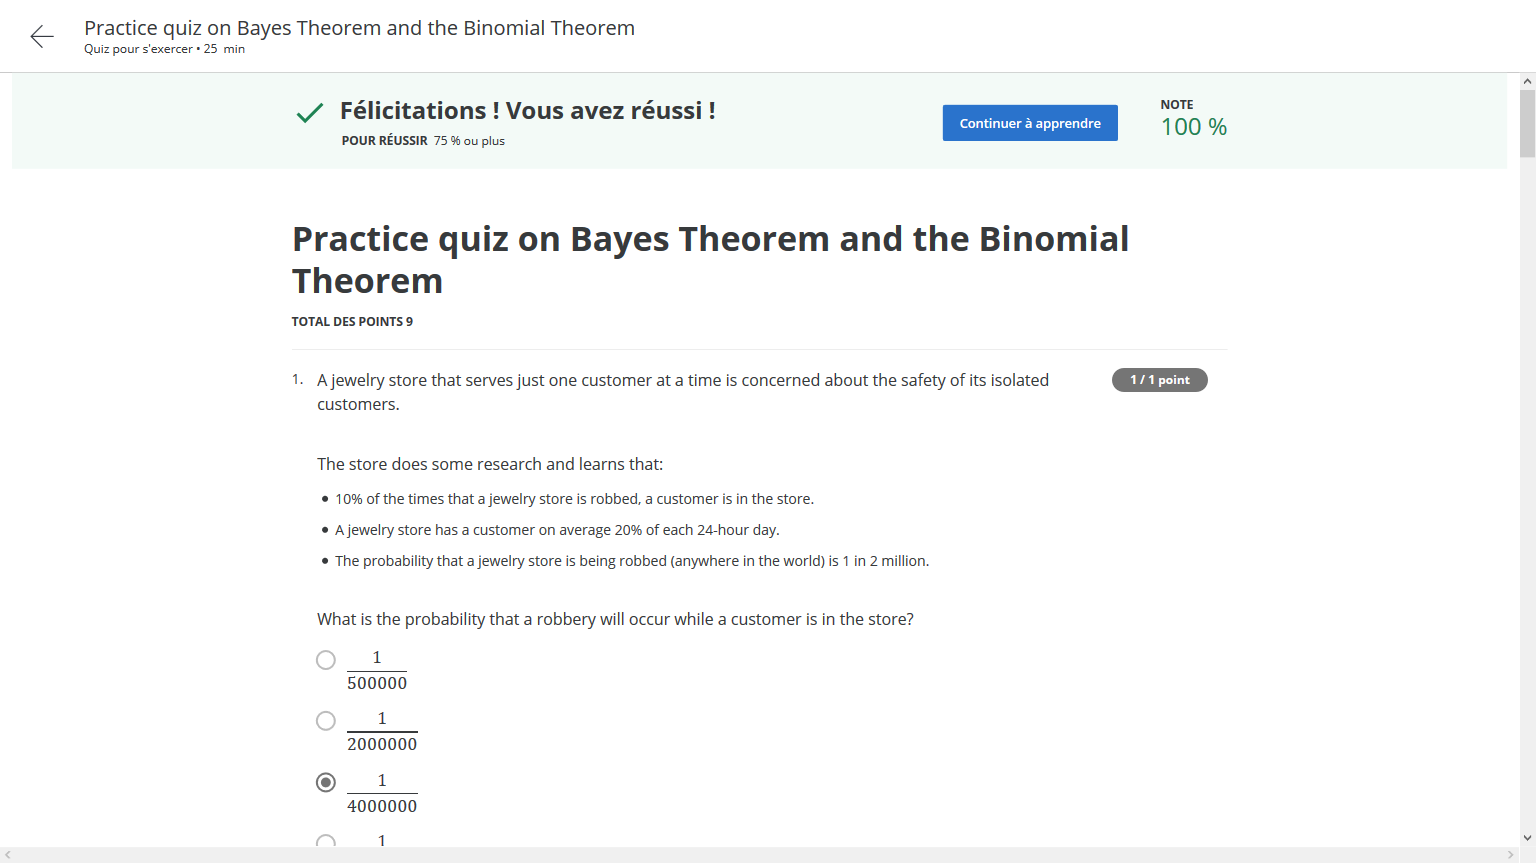 Practice quiz on Bayes Theorem and the Binomial Theorem
Quiz pour s'exercer • 25 min
Félicitations ! Vous avez réussi !
POUR RÉUSSIR 75 % ou plus
Continuer à apprendre
NOTE
100 %
Practice quiz on Bayes Theorem and the Binomial
Theorem
TOTAL DES POINTS 9
1. A jewelry store that serves just one customer at a time is concerned about the safety of its isolated
customers.
1 / 1 point
The store does some research and learns that:
• 10% of the times that a jewelry store is robbed, a customer is in the store.
• A jewelry store has a customer on average 20% of each 24-hour day.
• The probability that a jewelry store is being robbed (anywhere in the world) is 1 in 2 million.
What is the probability that a robbery will occur while a customer is in the store?
1
500000
1
2000000
1
4000000
1